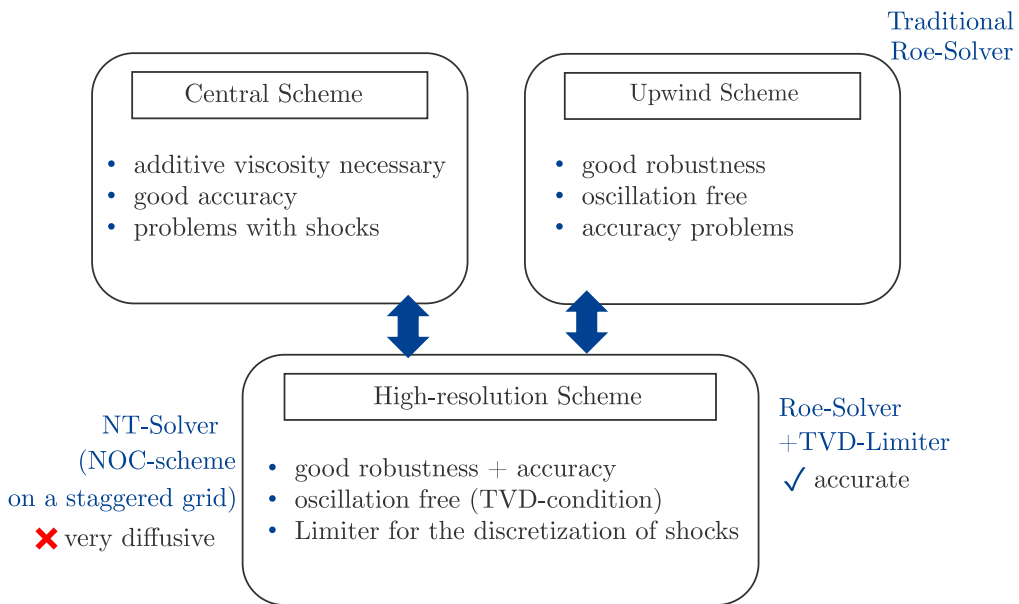 Traditional
Roe-Solver
Central Scheme
• additive viscosity necessary
• good accuracy
• problems with shocks
Upwind Scheme
• good robustness
• oscillation free
• accuracy problems
High-resolution Scheme
• good robustness + accuracy
• oscillation free (TVD-condition)
• Limiter for the discretization of shocks
NT-Solver
(NOC-scheme
on a staggered grid)
✗ very diffusive
Roe-Solver
+TVD-Limiter
✓ accurate